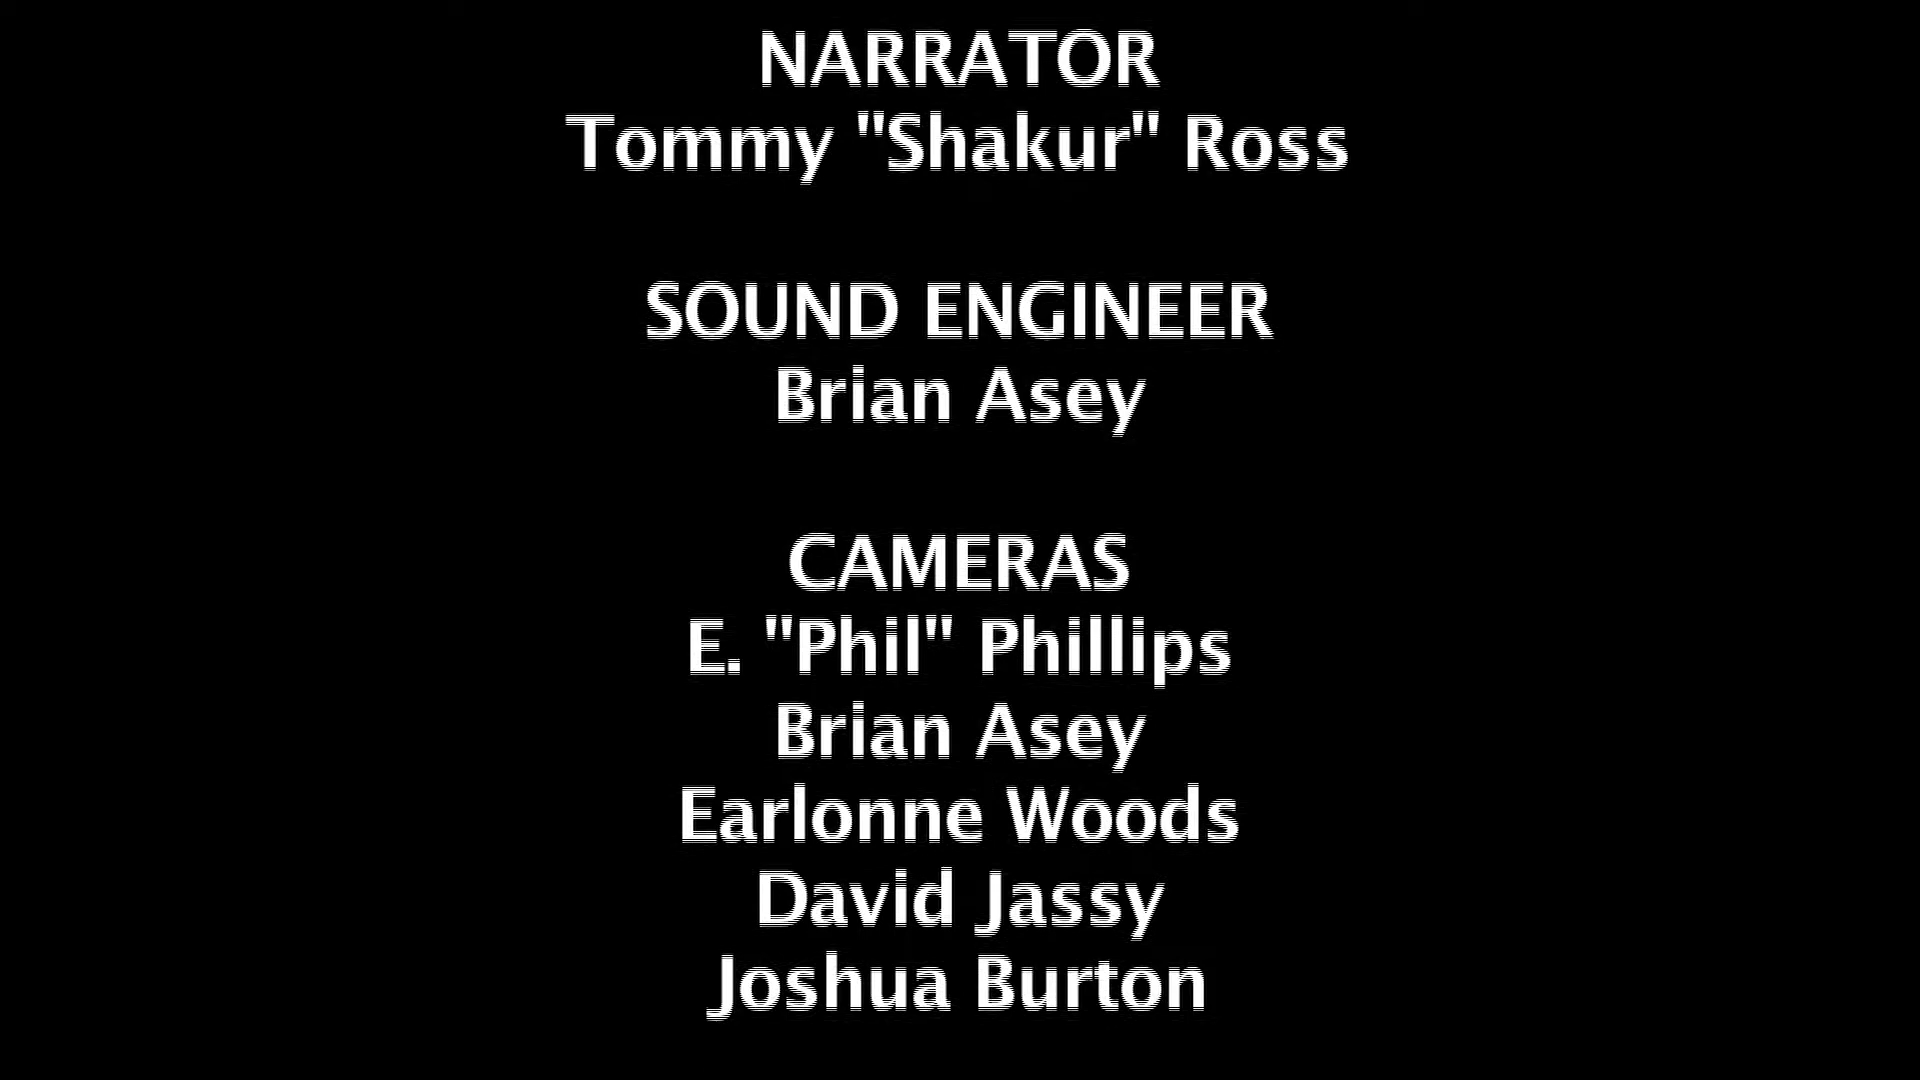 NARRATOR
Tommy "Shakur" Ross
SOUND ENGINEER
Brian Asey
CAMERAS
E. "Phil" Phillips
Brian Asey
Earlonne Woods
David Jassy
Joshua Burton